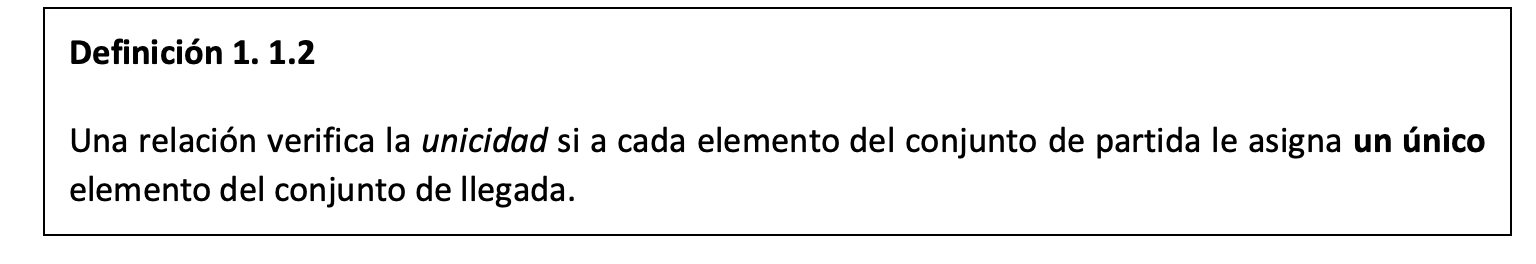 Definición 1. 1.2
Una relación verifica la unicidad si a cada elemento del conjunto de partida le asigna un único
elemento del conjunto de llegada.